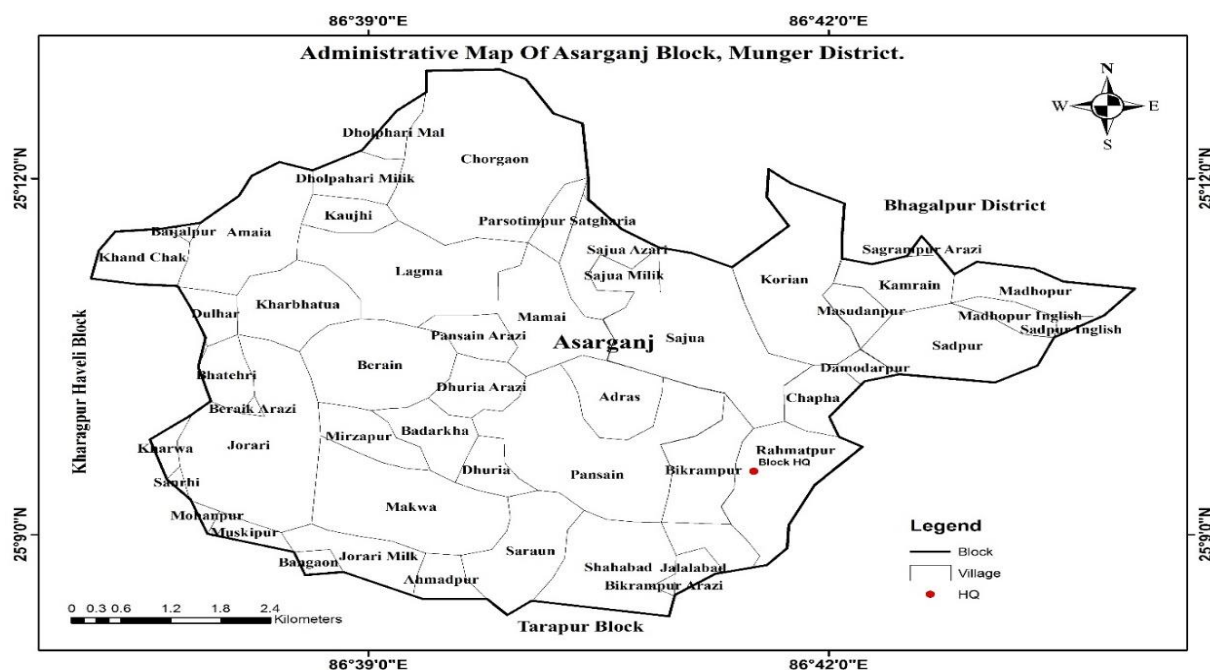 86°39'0"E
86°42'0"E
Administrative Map Of Asarganj Block, Munger District.
N
W
E
S
25°12'0"N
25°12'0"N
Dholphari Mal
Chorgaon
Dholpahari Milik
Kaujhi
Parsotimpur Satgharia
Bhagalpur District
Baijalpur
Amaia
Khand Chak
Sajua Azari
Sagrampur Arazi
Lagma
Sajua Milik
Korian
Kamrain
Madhopur
Kharbhatua
Dulhar
Mamai
Masudanpur
Madhopur Inglish
Sadpur Inglish
Pansain Arazi
Asarganj
Sajua
Sadpur
Kharagpur Haveli Block
Berain
Bhatehri
Damodarpur
Dhuria Arazi
Adras
Chapha
Beraik Arazi
Badarkha
Mirzapur
Jorari
Kharwa
Rahmatpur
Block HQ
Dhuria
Pansain
Bikrampur
Sanrhi
Makwa
Mohanpur
Muskipur
25°9'0"N
25°9'0"N
Legend
Block
Village
HQ
Saraun
Jorari Milk
Bangaon
Shahabad
Jalalabad
Ahmadpur
Bikrampur Arazi
0 0.3 0.6 1.2 1.8 2.4
Kilometers
Tarapur Block
86°39'0"E
86°42'0"E